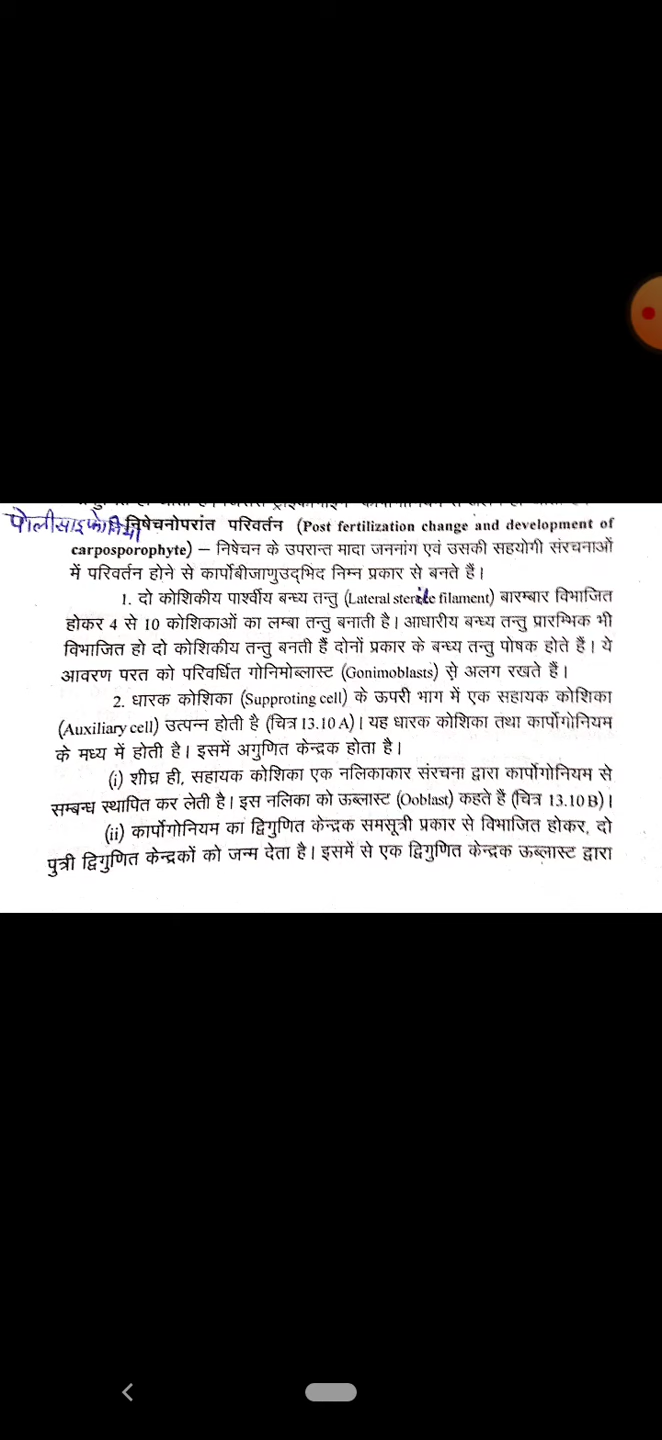 पोलीसाइफोनिया
निषेचनोपरांत परिवर्तन (Post fertilization change and development of
carposporophyte) – निषेचन के उपरान्त मादा जननांग एवं उसकी सहयोगी संरचनाओं
में परिवर्तन होने से कार्पोबीजाणुउद्भिद निम्न प्रकार से बनते हैं।
1. दो कोशिकीय पार्श्वीय बन्ध्य तन्तु (Lateral sterile filament) बारम्बार विभाजित
होकर 4 से 10 कोशिकाओं का लम्बा तन्तु बनाती है। आधारीय बन्ध्य तन्तु प्रारम्भिक भी
विभाजित हो दो कोशिकीय तन्तु बनती हैं दोनों प्रकार के बन्ध्य तन्तु पोषक होते हैं। ये
आवरण परत को परिवर्धित गोनिमोब्लास्ट (Gonimoblasts) से अलग रखते हैं।
2. धारक कोशिका (Supproting cell) के ऊपरी भाग में एक सहायक कोशिका
(Auxiliary cell) उत्पन्न होती है (चित्र 13.10 A)। यह धारक कोशिका तथा कार्पोगोनियम
के मध्य में होती है। इसमें अगुणित केन्द्रक होता है।
(i) शीघ्र ही, सहायक कोशिका एक नलिकाकार संरचना द्वारा कार्पोगोनियम से
सम्बन्ध स्थापित कर लेती है। इस नलिका को ऊब्लास्ट (Ooblast) कहते हैं (चित्र 13.10 B)।
(ii) कार्पोगोनियम का द्विगुणित केन्द्रक समसूत्री प्रकार से विभाजित होकर, दो
पुत्री द्विगुणित केन्द्रकों को जन्म देता है। इसमें से एक द्विगुणित केन्द्रक ऊब्लास्ट द्वारा